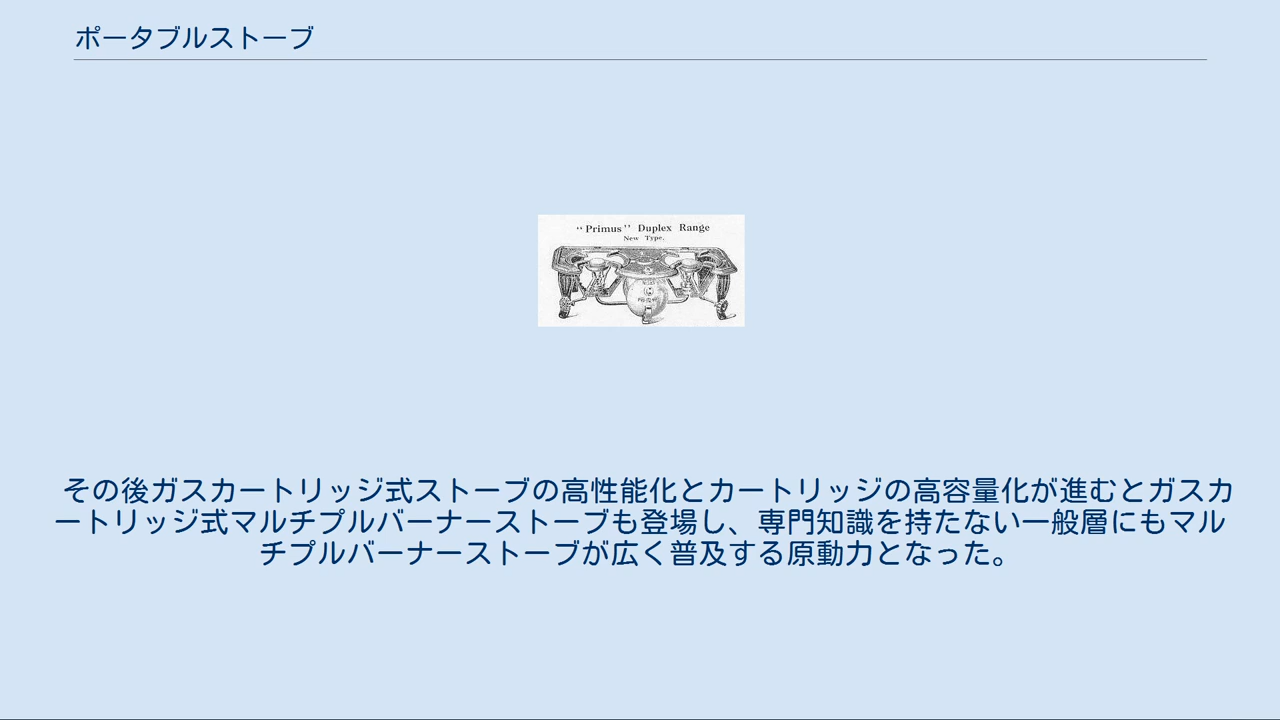 ポータブルストーブ
“Primus” Duplex Range
New Type.
その後ガスカートリッジ式ストーブの高性能化とカートリッジの高容量化が進むとガスカ
ートリッジ式マルチプルバーナーストーブも登場し、専門知識を持たない一般層にもマル
チプルバーナーストーブが広く普及する原動力となった。